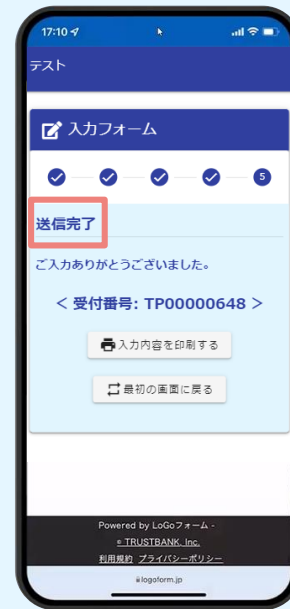 17:10
テスト
入力フォーム
5
送信完了
ご入力ありがとうございました。
< 受付番号: TP00000648 >
入力内容を印刷する
最初の画面に戻る
Powered by LoGoフォーム -
© TRUSTBANK, Inc.
利用規約 プライバシーポリシー
logoform.jp